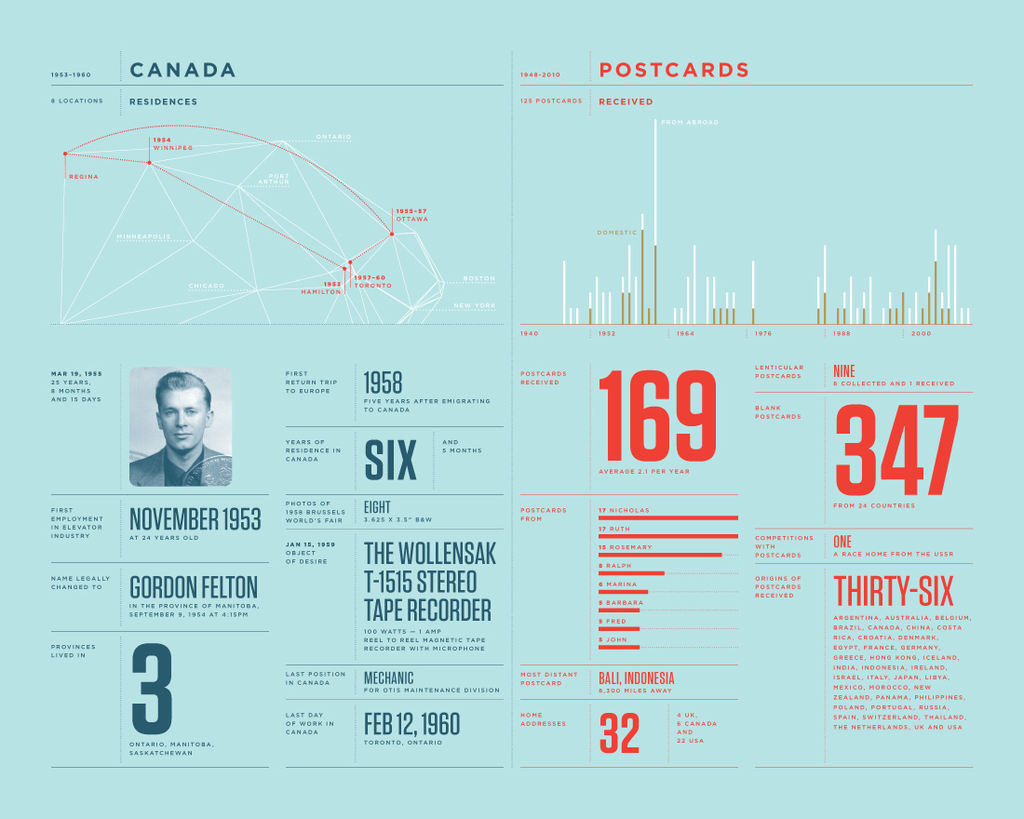 1953–1960
CANADA
8 LOCATIONS
RESIDENCES
ONTARIO
1954
WINNIPEG
REGINA
PORT
ARTHUR
1955–57
OTTAWA
MINNEAPOLIS
CHICAGO
1953
HAMILTON
1957–60
TORONTO
BOSTON
NEW YORK
MAR 19, 1955
25 YEARS,
8 MONTHS
AND 15 DAYS
FIRST
EMPLOYMENT
IN ELEVATOR
INDUSTRY
NOVEMBER 1953
AT 24 YEARS OLD
NAME LEGALLY
CHANGED TO
GORDON FELTON
IN THE PROVINCE OF MANITOBA,
SEPTEMBER 9, 1954 AT 4:15PM
PROVINCES
LIVED IN
3
ONTARIO, MANITOBA,
SASKATCHEWAN
FIRST
RETURN TRIP
TO EUROPE
1958
FIVE YEARS AFTER EMIGRATING
TO CANADA
YEARS OF
RESIDENCE IN
CANADA
SIX
AND
5 MONTHS
PHOTOS OF
1958 BRUSSELS
WORLD'S FAIR
EIGHT
3.625 X 3.5" B&W
JAN 15, 1959
OBJECT
OF DESIRE
THE WOLLENSAK
T-1515 STEREO
TAPE RECORDER
100 WATTS — 1 AMP
REEL TO REEL MAGNETIC TAPE
RECORDER WITH MICROPHONE
LAST POSITION
IN CANADA
MECHANIC
FOR OTIS MAINTENANCE DIVISION
LAST DAY
OF WORK IN
CANADA
FEB 12, 1960
TORONTO, ONTARIO
1948-2010
POSTCARDS
125 POSTCARDS
RECEIVED
FROM ABROAD
DOMESTIC
1940
1952
1964
1976
1988
2000
POSTCARDS
RECEIVED
169
AVERAGE 2.1 PER YEAR
POSTCARDS
FROM
17 NICHOLAS
17 RUTH
15 ROSEMARY
8 RALPH
6 MARINA
5 BARBARA
5 FRED
5 JOHN
MOST DISTANT
POSTCARD
BALI, INDONESIA
8,300 MILES AWAY
HOME
ADDRESSES
32
4 UK,
6 CANADA
AND
22 USA
LENTICULAR
POSTCARDS
NINE
8 COLLECTED AND 1 RECEIVED
BLANK
POSTCARDS
347
FROM 24 COUNTRIES
COMPETITIONS
WITH
POSTCARDS
ONE
A RACE HOME FROM THE USSR
ORIGINS OF
POSTCARDS
RECEIVED
THIRTY-SIX
ARGENTINA, AUSTRALIA, BELGIUM,
BRAZIL, CANADA, CHINA, COSTA
RICA, CROATIA, DENMARK,
EGYPT, FRANCE, GERMANY,
GREECE, HONG KONG, ICELAND,
INDIA, INDONESIA, IRELAND,
ISRAEL, ITALY, JAPAN, LIBYA,
MEXICO, MOROCCO, NEW
ZEALAND, PANAMA, PHILIPPINES,
POLAND, PORTUGAL, RUSSIA,
SPAIN, SWITZERLAND, THAILAND,
THE NETHERLANDS, UK AND USA